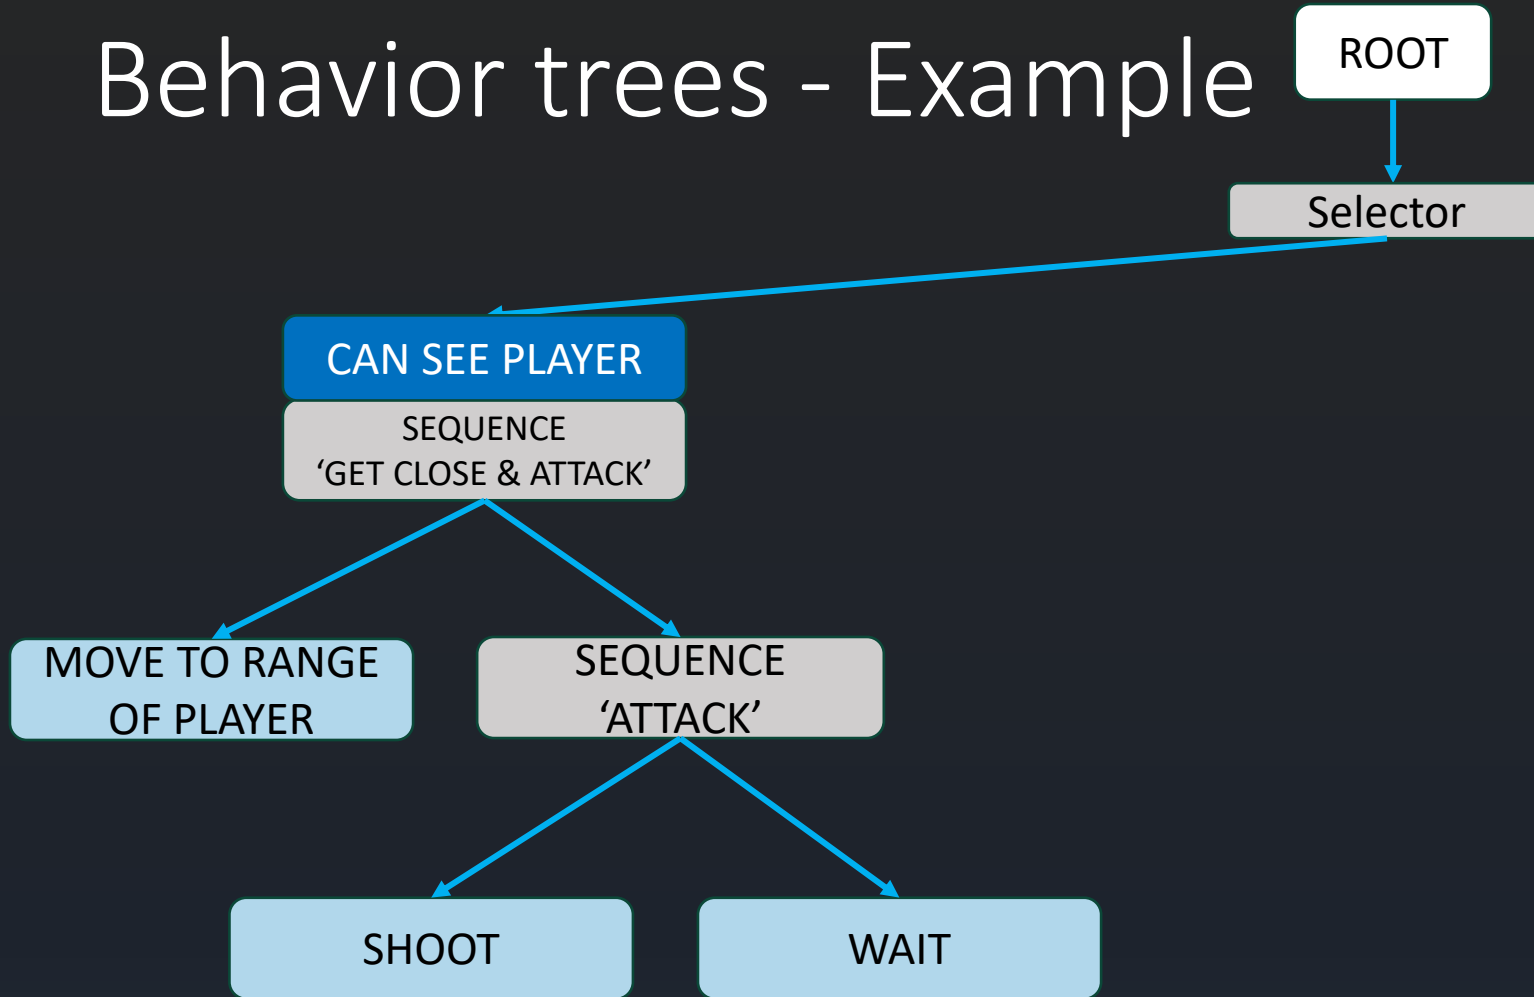 Behavior trees - Example
ROOT
Selector
CAN SEE PLAYER
SEQUENCE
‘GET CLOSE & ATTACK’
MOVE TO RANGE
OF PLAYER
SEQUENCE
‘ATTACK’
SHOOT
WAIT